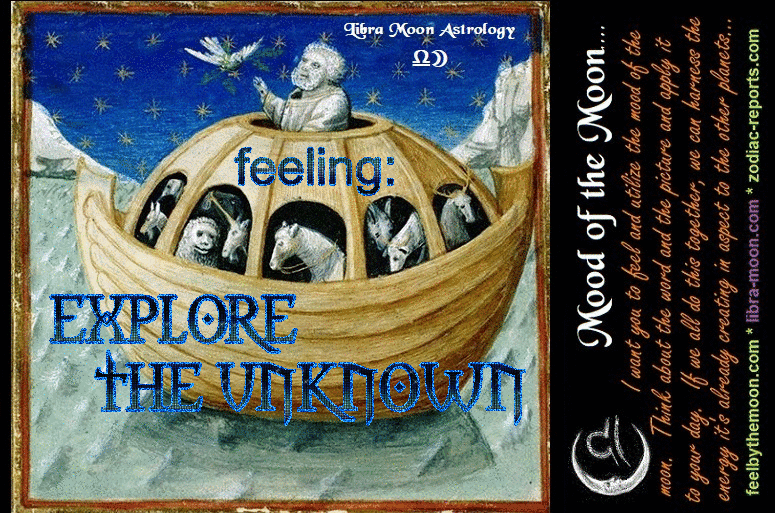 Libra Moon Astrology
♎☽
feeling:
EXPLORE
THE UNKNOWN
Mood of the Moon....
I want you to feel and utilize the mood of the
moon. Think about the word and the picture and apply it
to your day. If we all do this together, we can harness the
energy it's already creating in aspect to the other planets...
feelbythemoon.com * libra-moon.com * zodiac-reports.com